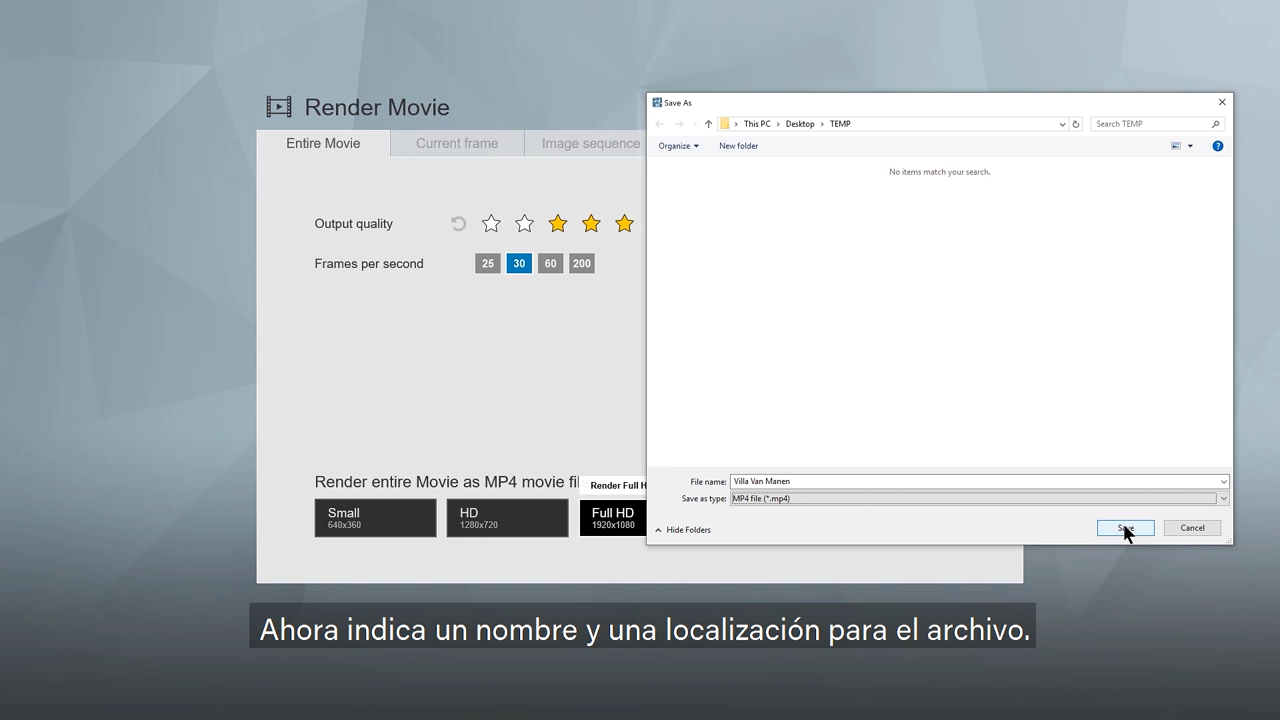 Render Movie
Entire Movie
Current frame
Image sequence
Output quality
Frames per second
25
30
60
200
Render entire Movie as MP4 movie fil
Render Full H
Small
640x360
HD
1280x720
Full HD
1920x1080
Save As
This PC > Desktop > TEMP
Search TEMP
Organize
New folder
No items match your search.
File name:
Villa Van Manen
Save as type:
MP4 file (*.mp4)
Hide Folders
Save
Cancel
Ahora indica un nombre y una localización para el archivo.